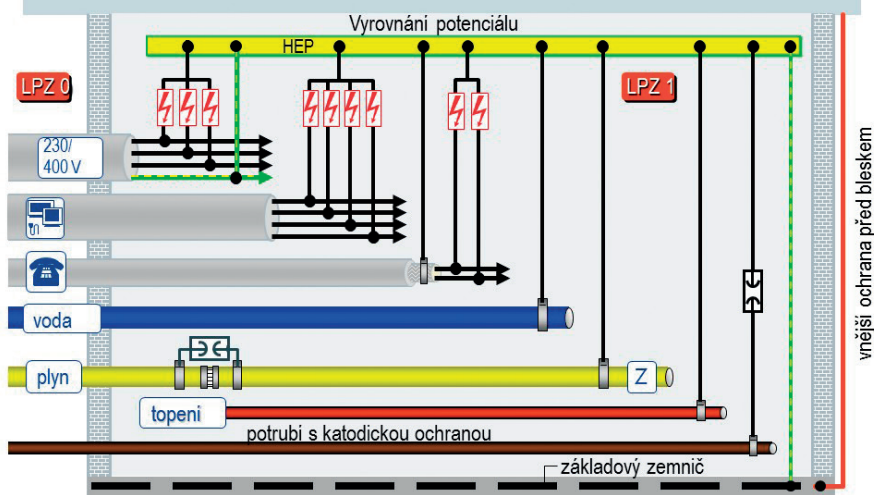 Vyrovnání potenciálu
HEP
LPZ 0
LPZ 1
230/
400 V
voda
plyn
Z
topeni
potrubi s katodickou ochranou
základový zemnič
vnější ochrana před bleskem